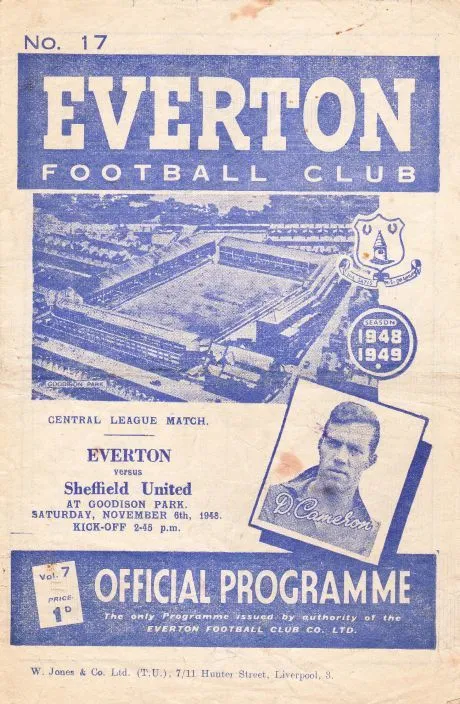 No. 17
EVERTON
FOOTBALL CLUB
SEASON
1948
1949
GOODISON PARK
CENTRAL LEAGUE MATCH.
EVERTON
versus
Sheffield United
AT GOODISON PARK.
SATURDAY, NOVEMBER 6th, 1948.
KICK-OFF 2-45 p.m.
D Cameron
Vol. 7
PRICE
1D
OFFICIAL PROGRAMME
The only Programme issued by authority of the
EVERTON FOOTBALL CLUB CO. LTD.
W. Jones & Co. Ltd. (T.U.), 7/11 Hunter Street, Liverpool, 3.